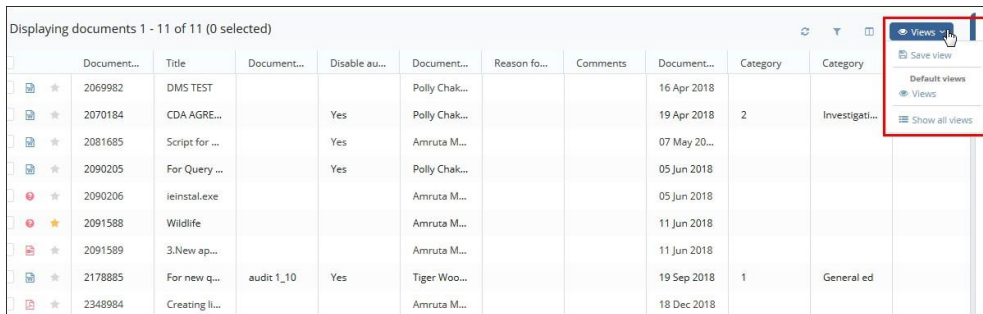 Displaying documents 1 - 11 of 11 (0 selected)
Views
Save view
Default views
Views
Show all views
Document... Title Document... Disable au... Document... Reason fo... Comments Document... Category Category
2069982 DMS TEST Polly Chak... 16 Apr 2018
2070184 CDA AGRE... Yes Polly Chak... 19 Apr 2018 2 Investigati...
2081685 Script for ... Yes Amruta M... 07 May 20...
2090205 For Query ... Yes Polly Chak... 05 Jun 2018
2090206 ieinstal.exe Amruta M... 05 Jun 2018
2091588 Wildlife Amruta M... 11 Jun 2018
2091589 3.New ap... Amruta M... 11 Jun 2018
2178885 For new q... audit 1_10 Yes Tiger Woo... 19 Sep 2018 1 General ed
2348984 Creating li... Amruta M... 18 Dec 2018